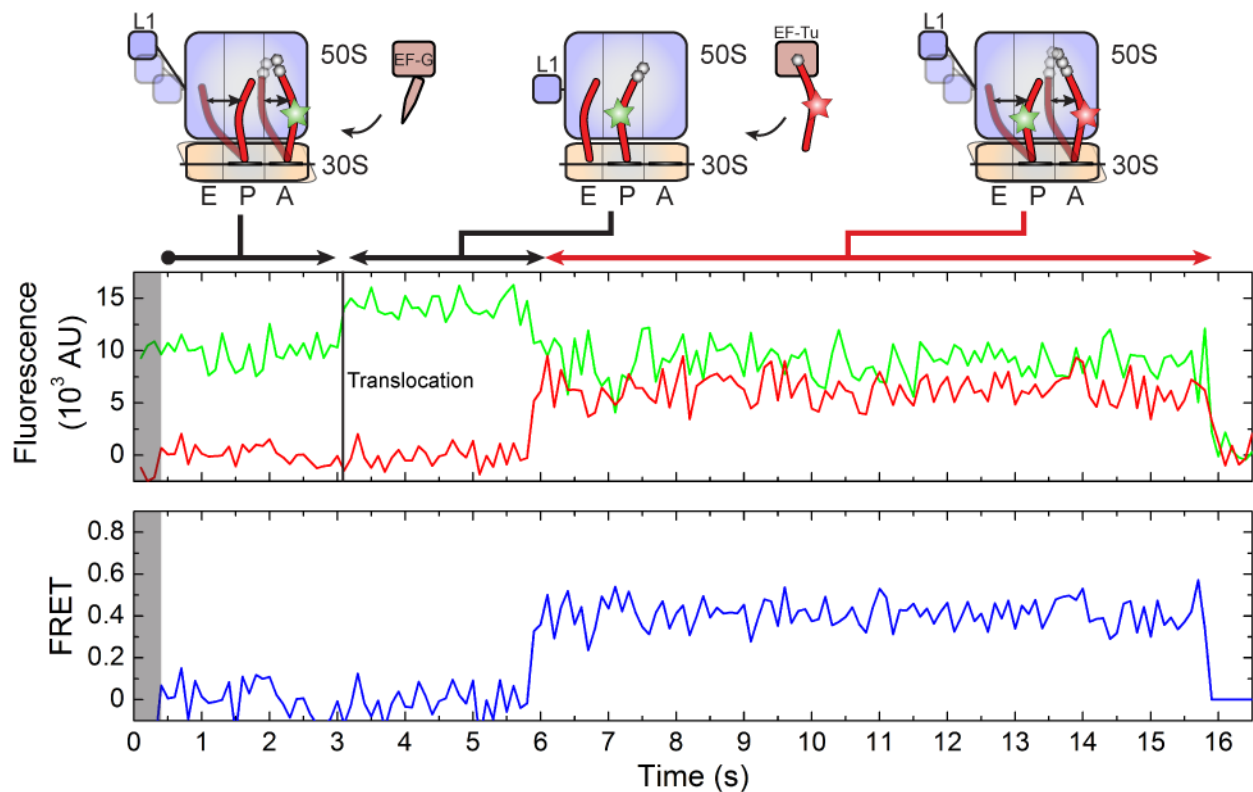 L1 50S EF-G 30S E P A
L1 50S EF-Tu 30S E P A
L1 50S 30S E P A
Fluorescence
(10³ AU)
15
10
5
0
Translocation
FRET
0.8
0.6
0.4
0.2
0
0 1 2 3 4 5 6 7 8 9 10 11 12 13 14 15 16
Time (s)